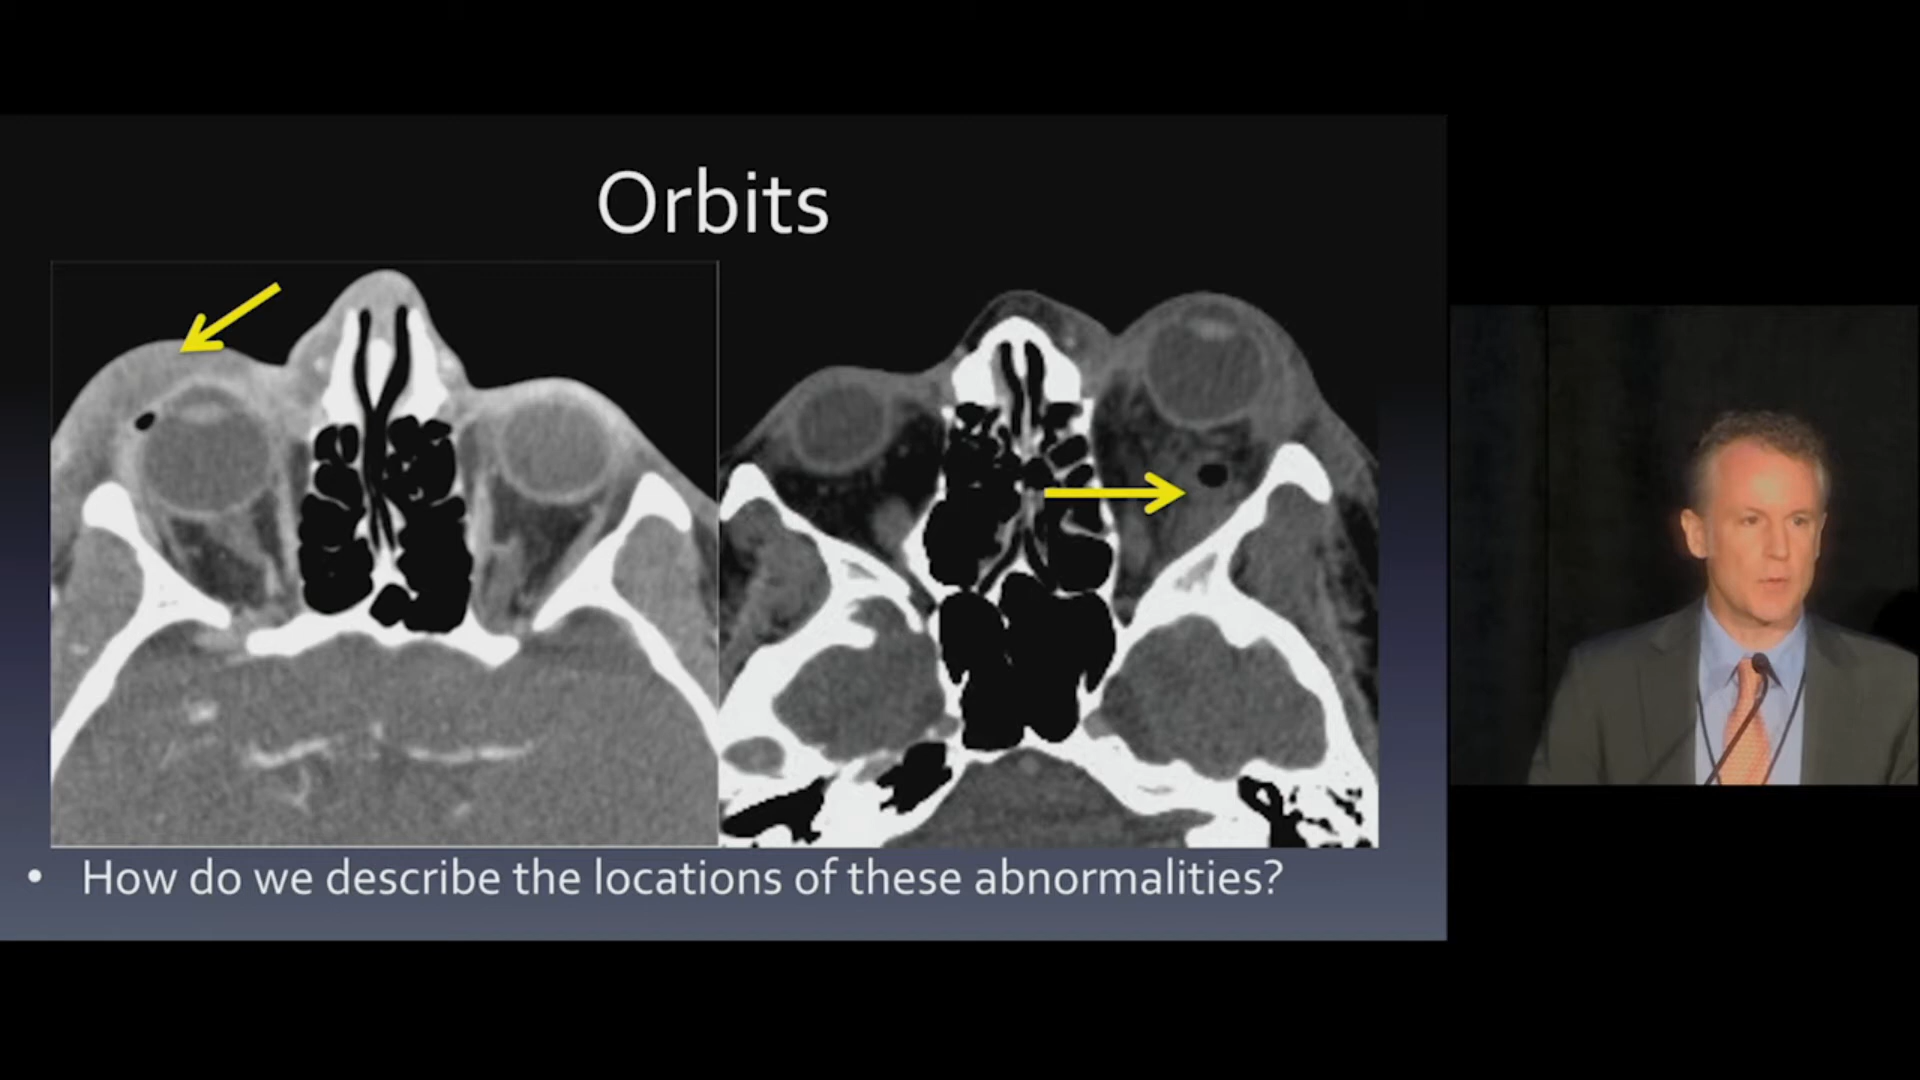 Orbits
• How do we describe the locations of these abnormalities?